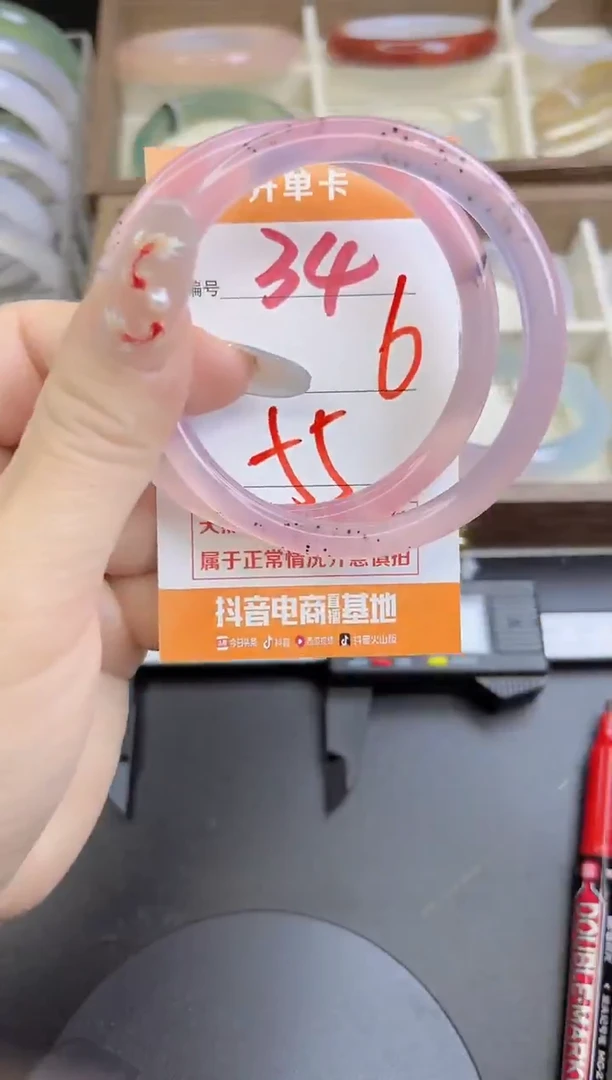 开单卡
编号 34
6
55
属于正常情况介意慎拍
抖音电商直播基地
今日头条 抖音 西瓜视频 抖音火山版
DOUBLE MARK